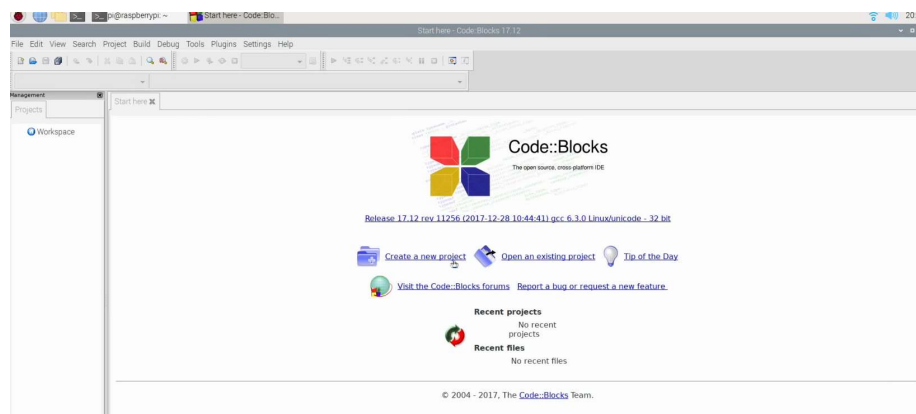 pi@raspberrypi: ~ Start here - Code::Blo... 20:
Start here - Code::Blocks 17.12
File Edit View Search Project Build Debug Tools Plugins Settings Help
Management
Projects
Start here
Workspace
Code::Blocks
The open source, cross-platform IDE
Release 17.12 rev 11256 (2017-12-28 10:44:41) gcc 6.3.0 Linux/unicode - 32 bit
Create a new project Open an existing project Tip of the Day
Visit the Code::Blocks forums Report a bug or request a new feature
Recent projects
No recent
projects
Recent files
No recent files
© 2004 - 2017, The Code::Blocks Team.